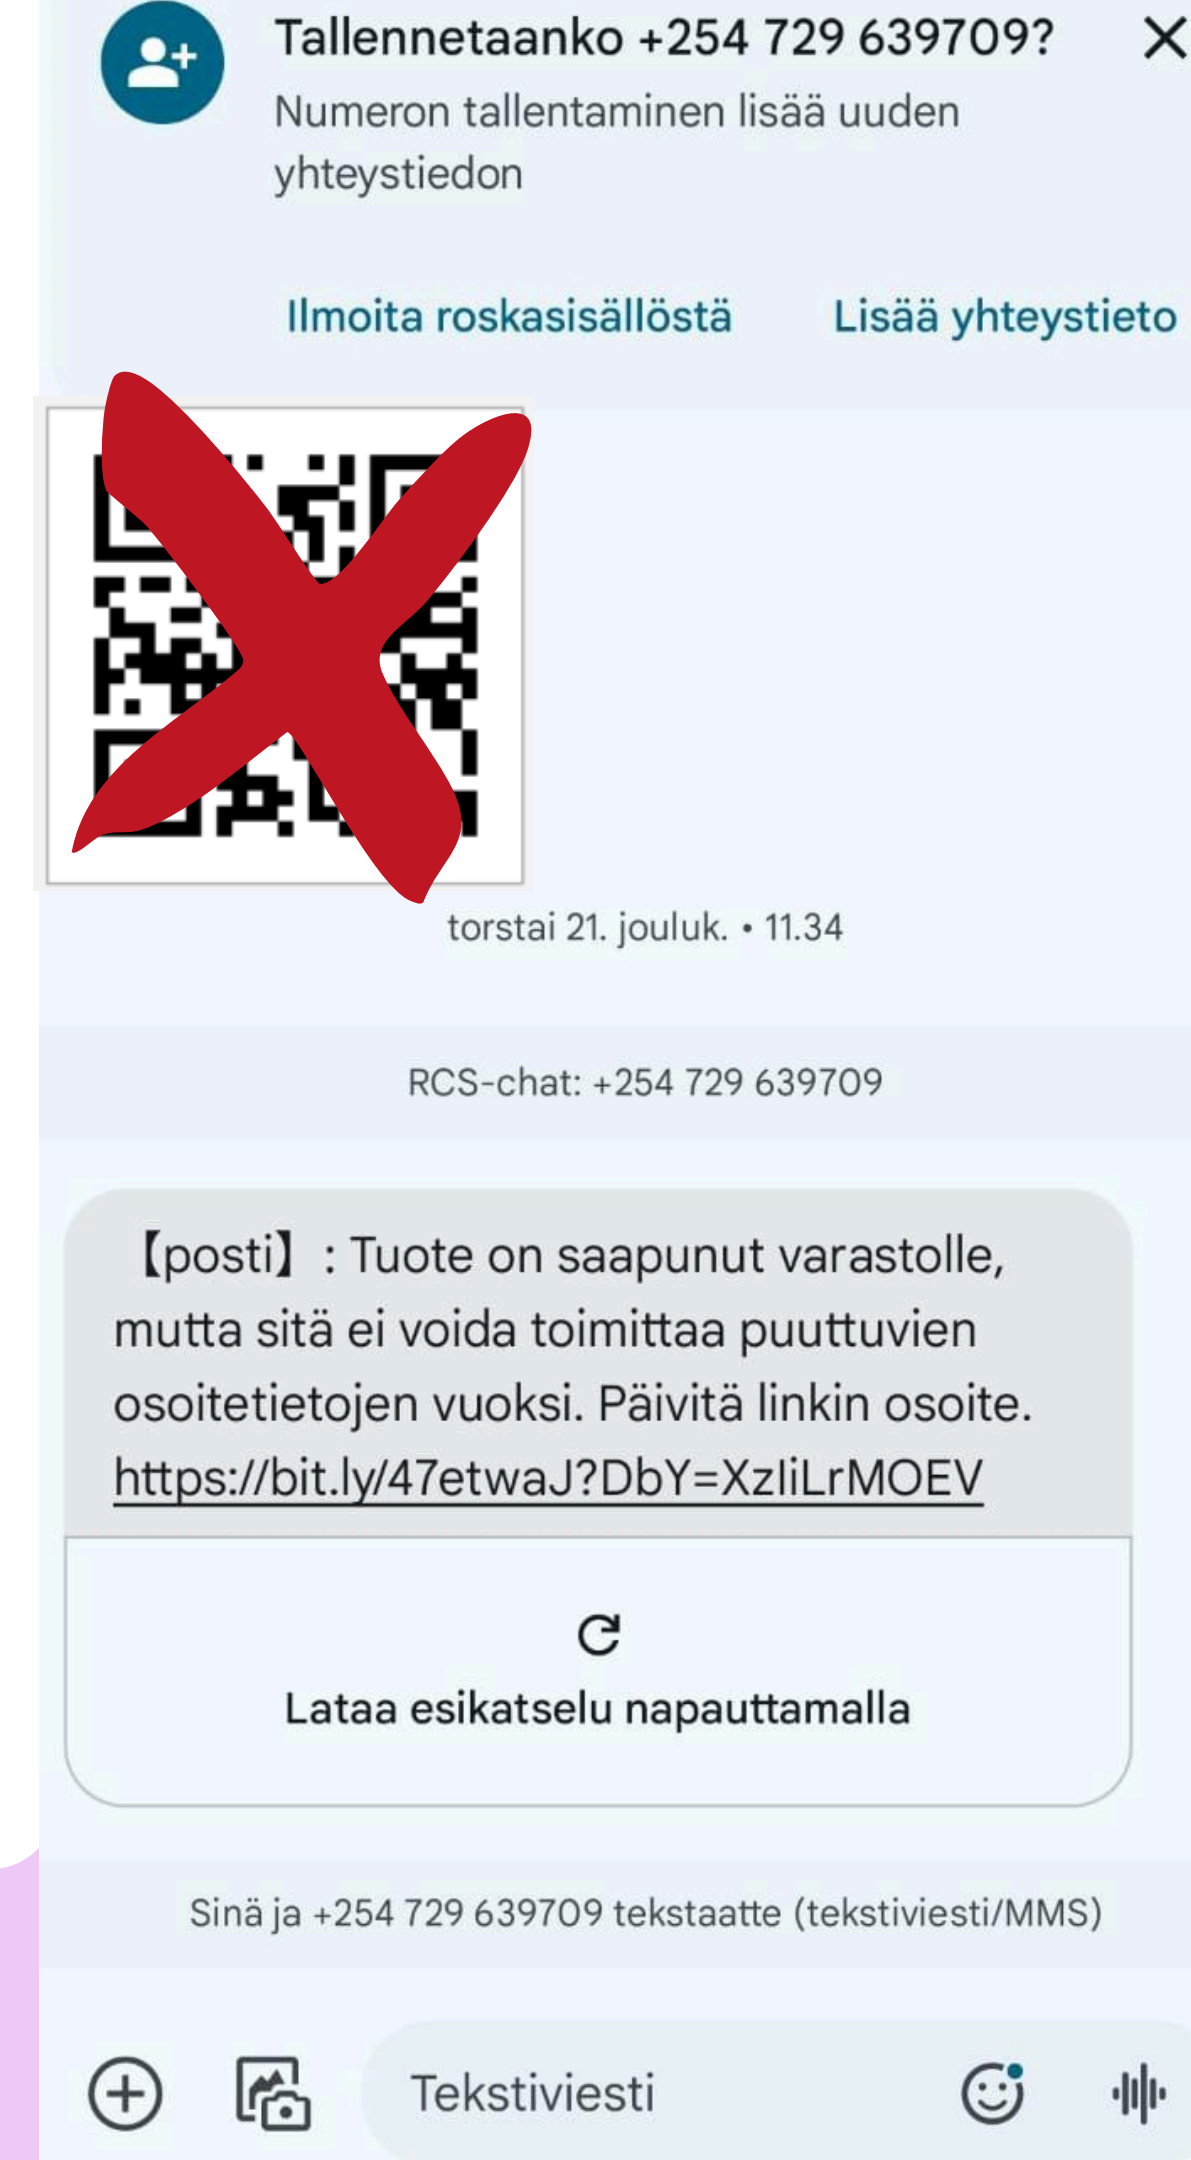 Tallennetaanko +254 729 639709?
Numeron tallentaminen lisää uuden
yhteystiedon
Ilmoita roskasisällöstä Lisää yhteystieto
torstai 21. jouluk. • 11.34
RCS-chat: +254 729 639709
【posti】: Tuote on saapunut varastolle,
mutta sitä ei voida toimittaa puuttuvien
osoitetietojen vuoksi. Päivitä linkin osoite.
https://bit.ly/47etwaJ?DbY=XzIiLrMOEV
Lataa esikatselu napauttamalla
Sinä ja +254 729 639709 tekstaatte (tekstiviesti/MMS)
Tekstiviesti